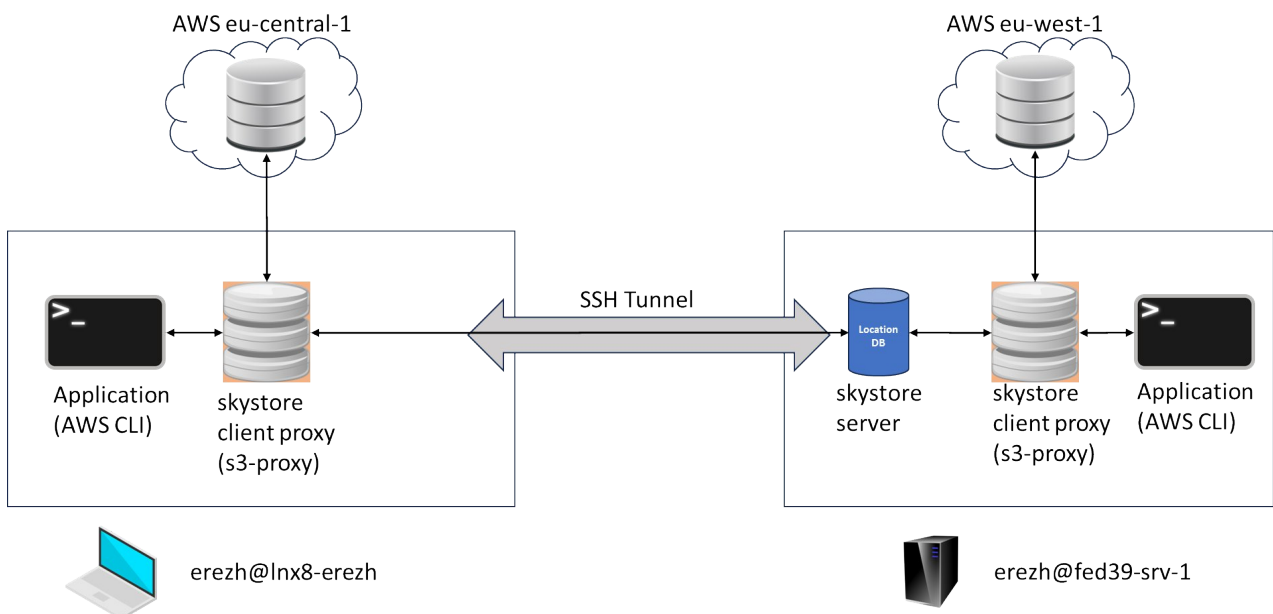 AWS eu-central-1
AWS eu-west-1
>_
Application
(AWS CLI)
skystore
client proxy
(s3-proxy)
SSH Tunnel
Location
DB
skystore
server
skystore
client proxy
(s3-proxy)
>_
Application
(AWS CLI)
erezh@lnx8-erezh
erezh@fed39-srv-1